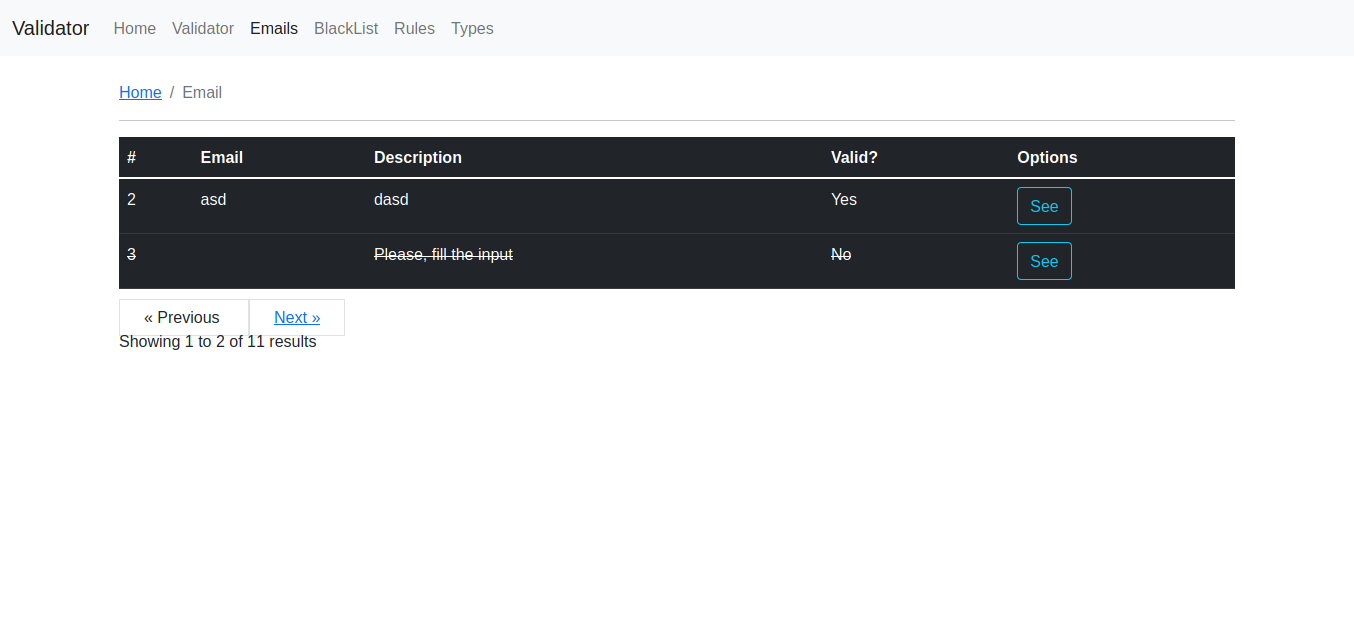 Validator Home Validator Emails BlackList Rules Types
Home / Email
# Email Description Valid? Options
2 asd dasd Yes See
3 Please, fill the input No See
« Previous Next »
Showing 1 to 2 of 11 results